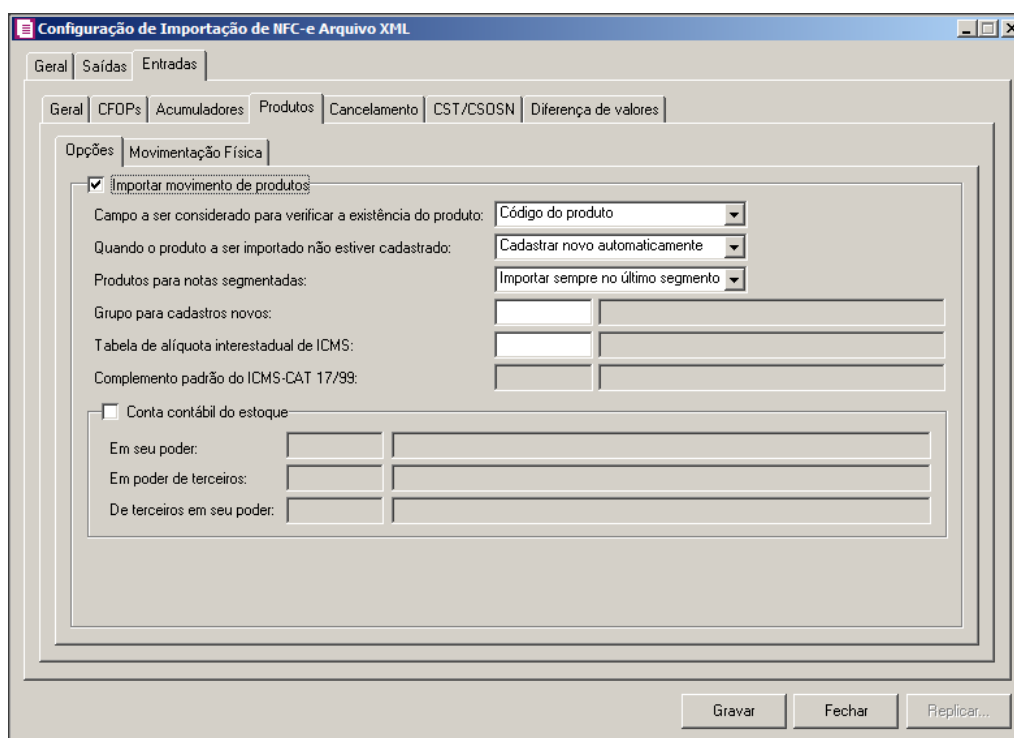 Configuração de Importação de NFC-e Arquivo XML
Geral Saídas Entradas
Geral CFOPs Acumuladores Produtos Cancelamento CST/CSOSN Diferença de valores
Opções Movimentação Física
Importar movimento de produtos
Campo a ser considerado para verificar a existência do produto: Código do produto
Quando o produto a ser importado não estiver cadastrado: Cadastrar novo automaticamente
Produtos para notas segmentadas: Importar sempre no último segmento
Grupo para cadastros novos:
Tabela de alíquota interestadual de ICMS:
Complemento padrão do ICMS-CAT 17/99:
Conta contábil do estoque
Em seu poder:
Em poder de terceiros:
De terceiros em seu poder:
Gravar Fechar Replicar...